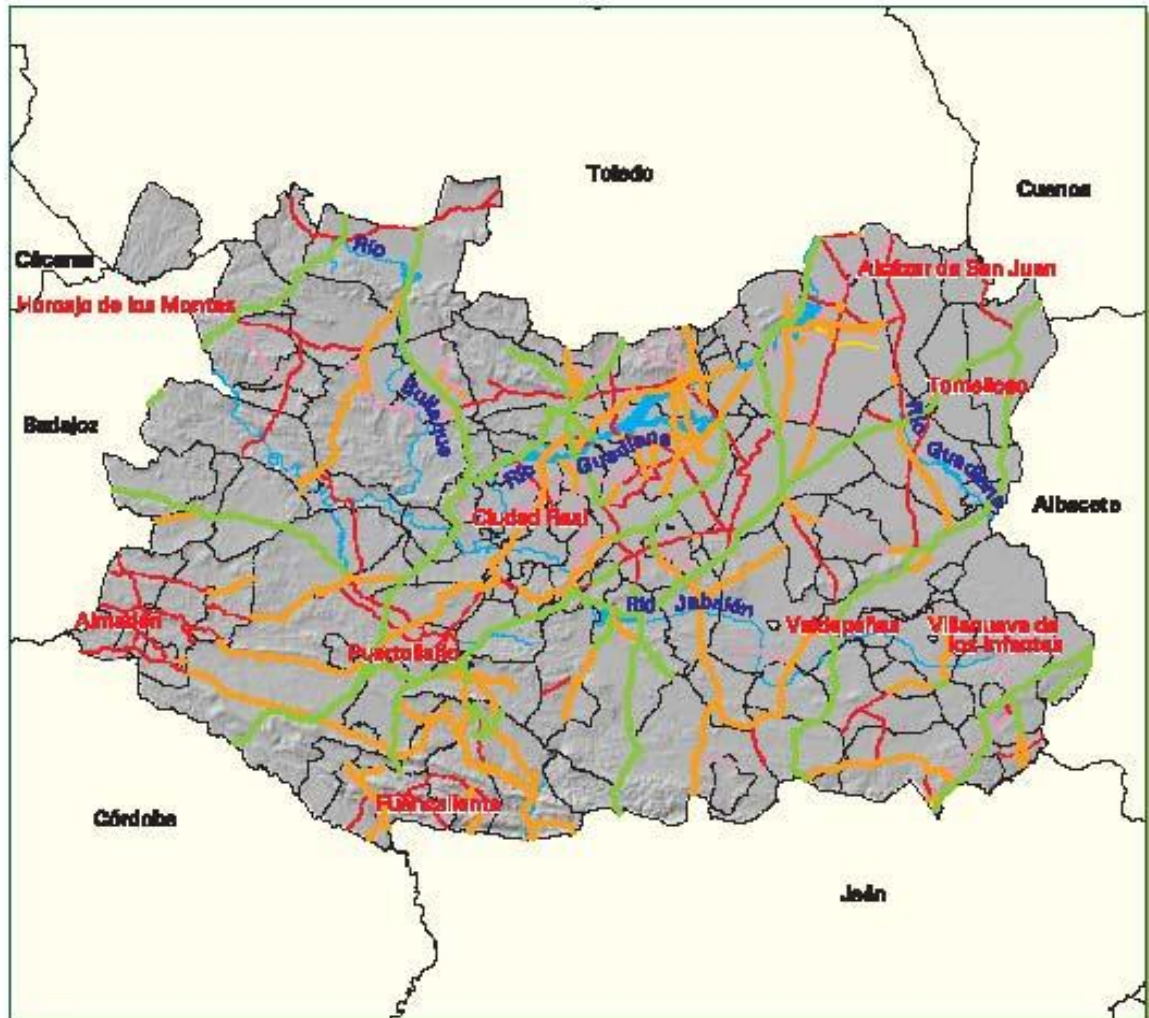 Toledo
Cuenca
Cáceres
Río
Alcázar de San Juan
Horcajo de los Montes
Tomelloso
Badajoz
Bullaque
Río Guadiana
Río Guadiana
Albacete
Ciudad Real
Almadén
Río Jabalón
Valdepeñas
Villanueva de
los Infantes
Puertollano
Fuencaliente
Córdoba
Jaén